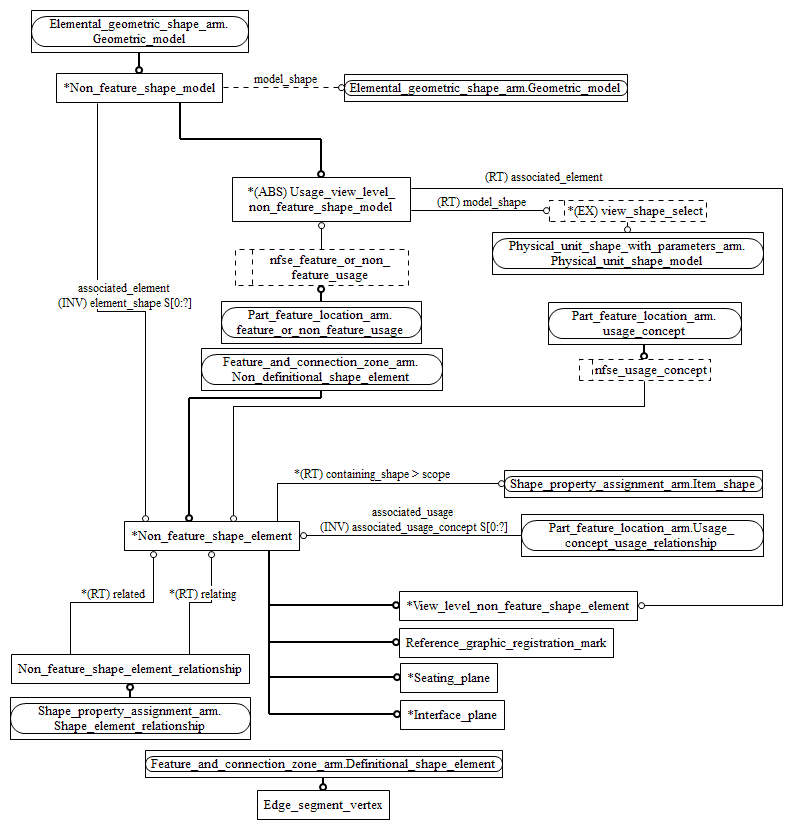 Elemental_geometric_shape_arm.
Geometric_model
*Non_feature_shape_model
model_shape
Elemental_geometric_shape_arm.Geometric_model
(RT) associated_element
*(ABS) Usage_view_level_
non_feature_shape_model
(RT) model_shape
*(EX) view_shape_select
Physical_unit_shape_with_parameters_arm.
Physical_unit_shape_model
nfse_feature_or_non_
feature_usage
associated_element
(INV) element_shape S[0:?]
Part_feature_location_arm.
feature_or_non_feature_usage
Part_feature_location_arm.
usage_concept
Feature_and_connection_zone_arm.
Non_definitional_shape_element
nfse_usage_concept
*(RT) containing_shape > scope
Shape_property_assignment_arm.Item_shape
associated_usage
(INV) associated_usage_concept S[0:?]
*Non_feature_shape_element
Part_feature_location_arm.Usage_
concept_usage_relationship
*(RT) related
*(RT) relating
*View_level_non_feature_shape_element
Reference_graphic_registration_mark
Non_feature_shape_element_relationship
*Seating_plane
Shape_property_assignment_arm.
Shape_element_relationship
*Interface_plane
Feature_and_connection_zone_arm.Definitional_shape_element
Edge_segment_vertex